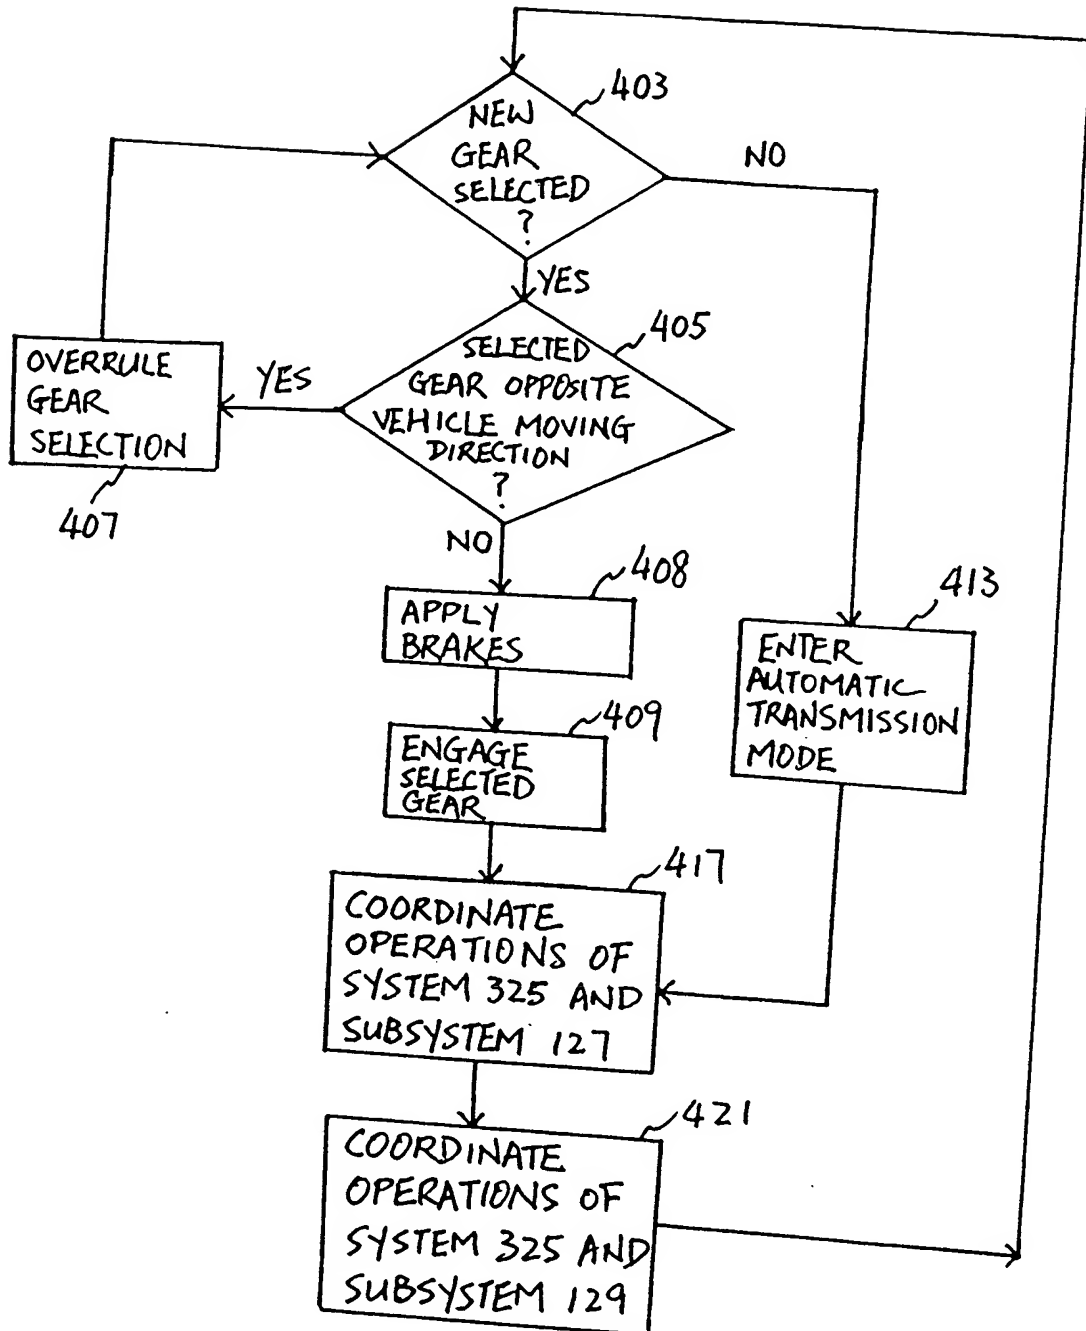 403
NEW
GEAR
SELECTED
?
NO
YES
405
SELECTED
GEAR OPPOSITE
VEHICLE MOVING
DIRECTION
?
YES
OVERRULE
GEAR
SELECTION
407
NO
408
APPLY
BRAKES
413
ENTER
AUTOMATIC
TRANSMISSION
MODE
409
ENGAGE
SELECTED
GEAR
417
COORDINATE
OPERATIONS OF
SYSTEM 325 AND
SUBSYSTEM 127
421
COORDINATE
OPERATIONS OF
SYSTEM 325 AND
SUBSYSTEM 129